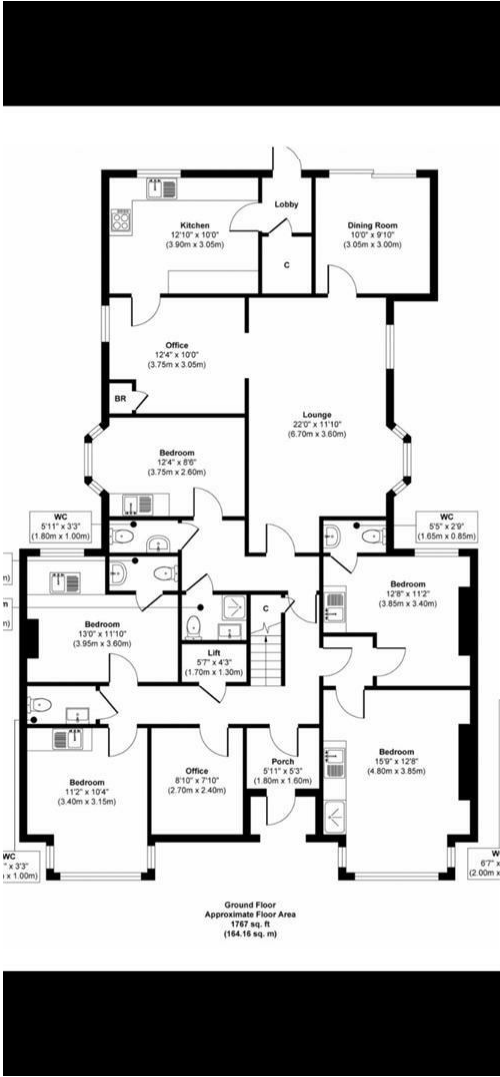 Lobby
Kitchen
12'10" x 10'0"
(3.90m x 3.05m)
Dining Room
10'0" x 9'10"
(3.05m x 3.00m)
C
Office
12'4" x 10'0"
(3.75m x 3.05m)
BR
Lounge
22'0" x 11'10"
(6.70m x 3.60m)
Bedroom
12'4" x 8'6"
(3.75m x 2.60m)
WC
5'11" x 3'3"
(1.80m x 1.00m)
WC
5'5" x 2'9"
(1.65m x 0.85m)
Bedroom
12'8" x 11'2"
(3.85m x 3.40m)
Bedroom
13'0" x 11'10"
(3.95m x 3.60m)
C
Lift
5'7" x 4'3"
(1.70m x 1.30m)
Bedroom
11'2" x 10'4"
(3.40m x 3.15m)
Office
8'10" x 7'10"
(2.70m x 2.40m)
Porch
5'11" x 5'3"
(1.80m x 1.60m)
Bedroom
15'9" x 12'8"
(4.80m x 3.85m)
WC
" x 3'3"
x 1.00m)
W
6'7" x
(2.00m x
Ground Floor
Approximate Floor Area
1767 sq. ft
(164.16 sq. m)